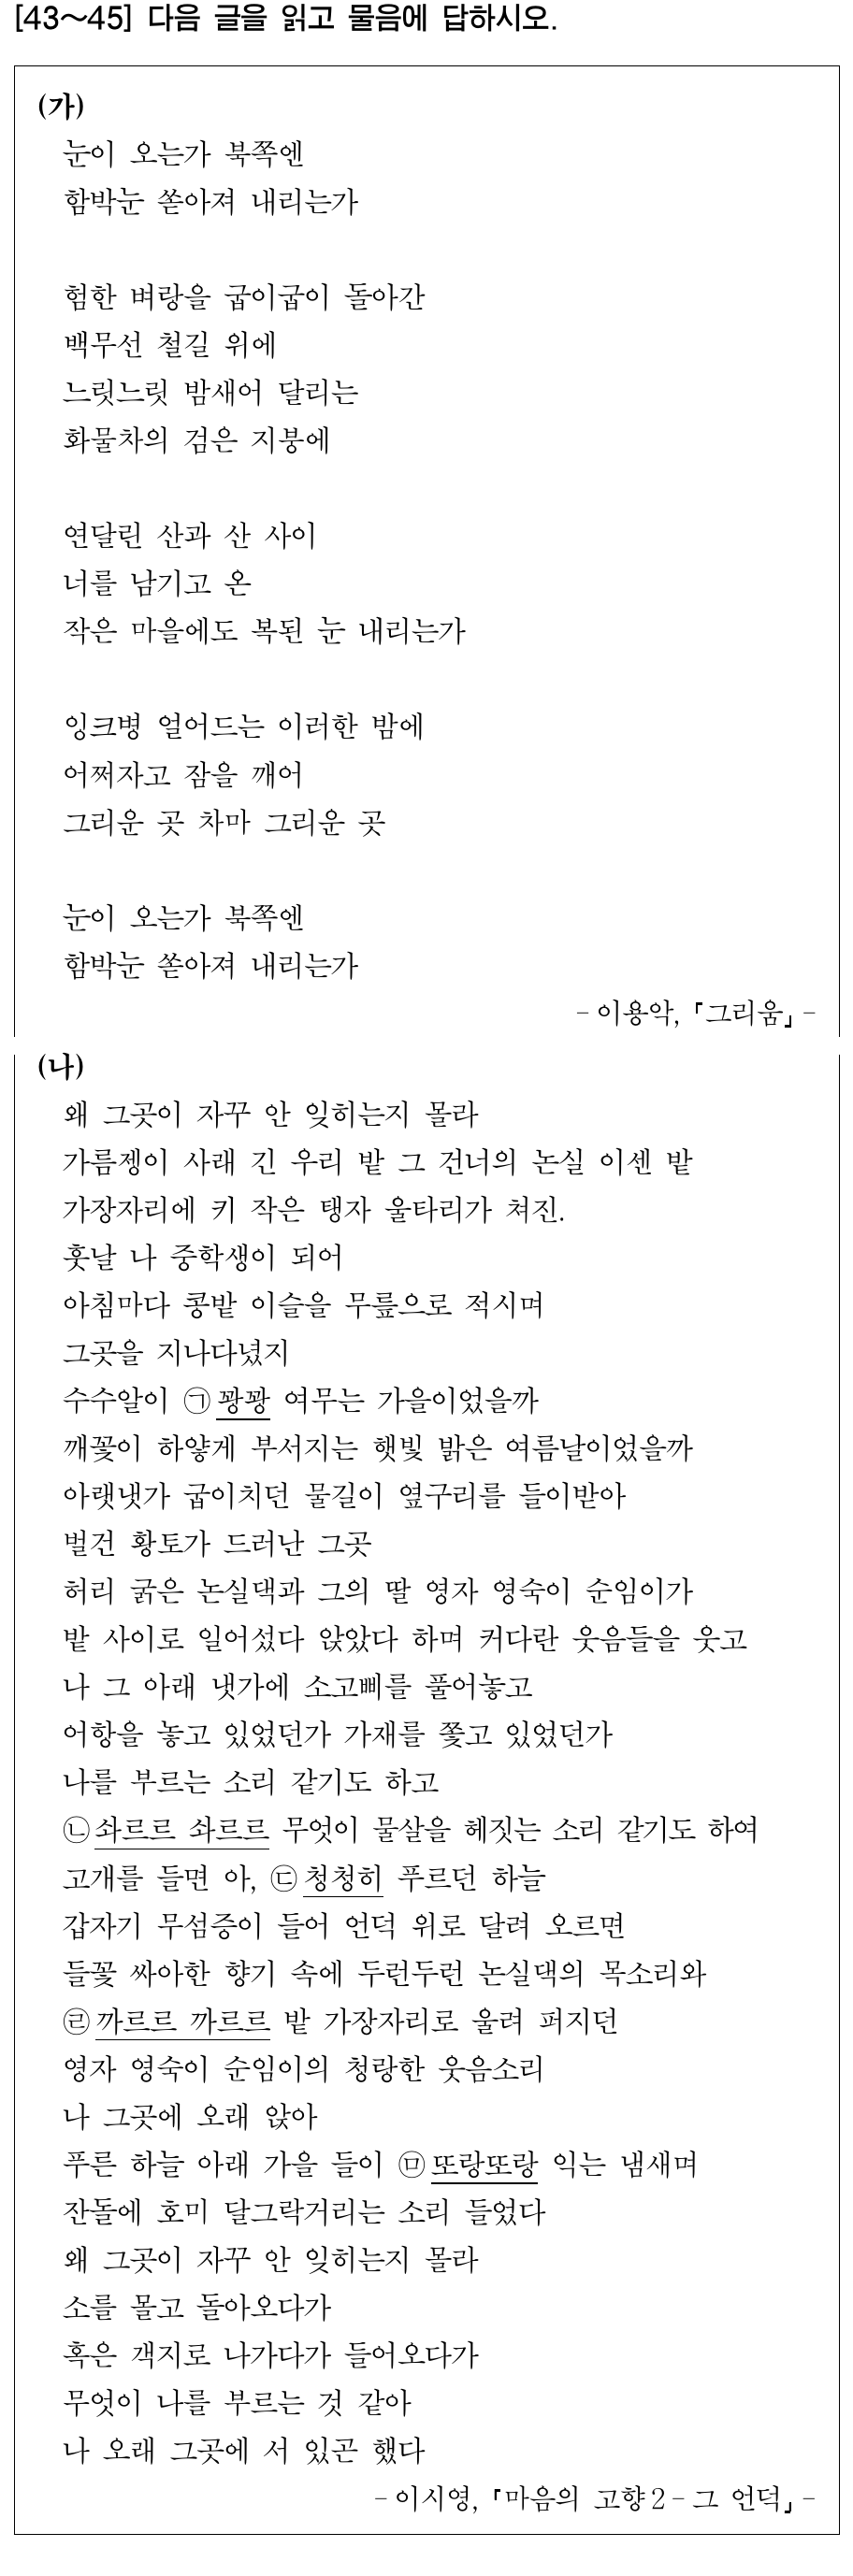 [43～45] 다음 글을 읽고 물음에 답하시오.
(가)
눈이 오는가 북쪽엔
함박눈 쏟아져 내리는가
험한 벼랑을 굽이굽이 돌아간
백무선 철길 위에
느릿느릿 밤새어 달리는
화물차의 검은 지붕에
연달린 산과 산 사이
너를 남기고 온
작은 마을에도 복된 눈 내리는가
잉크병 얼어드는 이러한 밤에
어쩌자고 잠을 깨어
그리운 곳 차마 그리운 곳
눈이 오는가 북쪽엔
함박눈 쏟아져 내리는가
- 이용악, 「그리움」 -
(나)
왜 그곳이 자꾸 안 잊히는지 몰라
가름젱이 사래 긴 우리 밭 그 건너의 논실 이센 밭
가장자리에 키 작은 탱자 울타리가 쳐진.
훗날 나 중학생이 되어
아침마다 콩밭 이슬을 무릎으로 적시며
그곳을 지나다녔지
수수알이 ㉠꽝꽝 여무는 가을이었을까
깨꽃이 하얗게 부서지는 햇빛 밝은 여름날이었을까
아랫냇가 굽이치던 물길이 옆구리를 들이받아
벌건 황토가 드러난 그곳
허리 굵은 논실댁과 그의 딸 영자 영숙이 순임이가
밭 사이로 일어섰다 앉았다 하며 커다란 웃음들을 웃고
나 그 아래 냇가에 소고삐를 풀어놓고
어항을 놓고 있었던가 가재를 쫓고 있었던가
나를 부르는 소리 같기도 하고
㉡솨르르 솨르르 무엇이 물살을 헤짓는 소리 같기도 하여
고개를 들면 아, ㉢청청히 푸르던 하늘
갑자기 무섬증이 들어 언덕 위로 달려 오르면
들꽃 싸아한 향기 속에 두런두런 논실댁의 목소리와
㉣까르르 까르르 밭 가장자리로 울려 퍼지던
영자 영숙이 순임이의 청랑한 웃음소리
나 그곳에 오래 앉아
푸른 하늘 아래 가을 들이 ㉤또랑또랑 익는 냄새며
잔돌에 호미 달그락거리는 소리 들었다
왜 그곳이 자꾸 안 잊히는지 몰라
소를 몰고 돌아오다가
혹은 객지로 나가다가 들어오다가
무엇이 나를 부르는 것 같아
나 오래 그곳에 서 있곤 했다
- 이시영, 「마음의 고향 2 - 그 언덕」 -